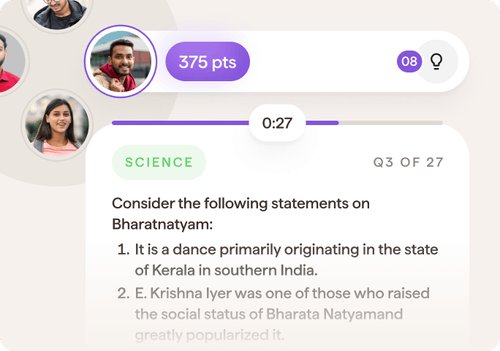 375 pts
08
0:27
SCIENCE
Q3 OF 27
Consider the following statements on
Bharatnatyam:
1. It is a dance primarily originating in the state
of Kerala in southern India.
2. E. Krishna Iyer was one of those who raised
the social status of Bharata Natyamand
greatly popularized it.